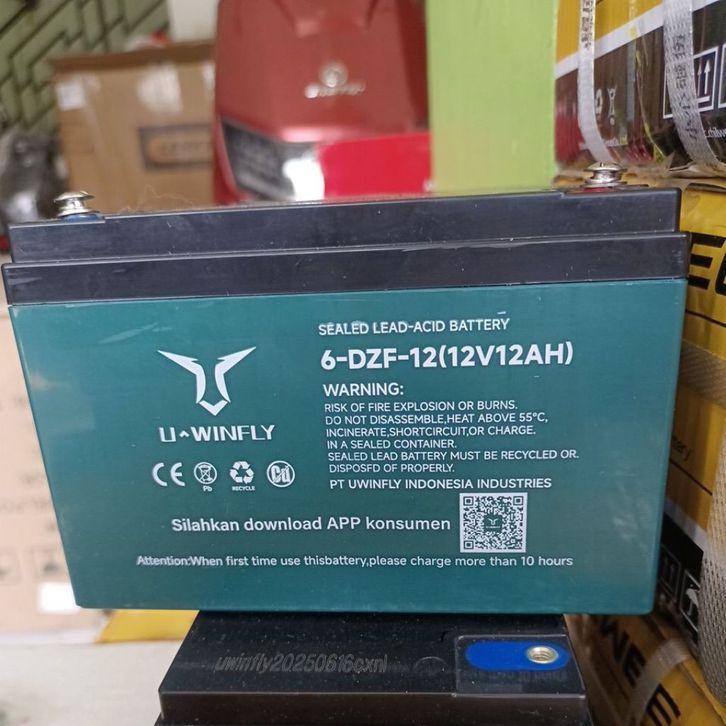 SEALED LEAD-ACID BATTERY
6-DZF-12(12V12AH)
WARNING:
RISK OF FIRE EXPLOSION OR BURNS.
DO NOT DISASSEMBLE,HEAT ABOVE 55°C,
INCINERATE,SHORTCIRCUIT,OR CHARGE.
IN A SEALED CONTAINER.
SEALED LEAD BATTERY MUST BE RECYCLED OR.
DISPOSFD OF PROPERLY.
PT UWINFLY INDONESIA INDUSTRIES
U^WINFLY
CE
Pb
RECYCLE
Cd
Silahkan download APP konsumen
Attention:When first time use thisbattery,please charge more than 10 hours
uwinfly20250616cxnl